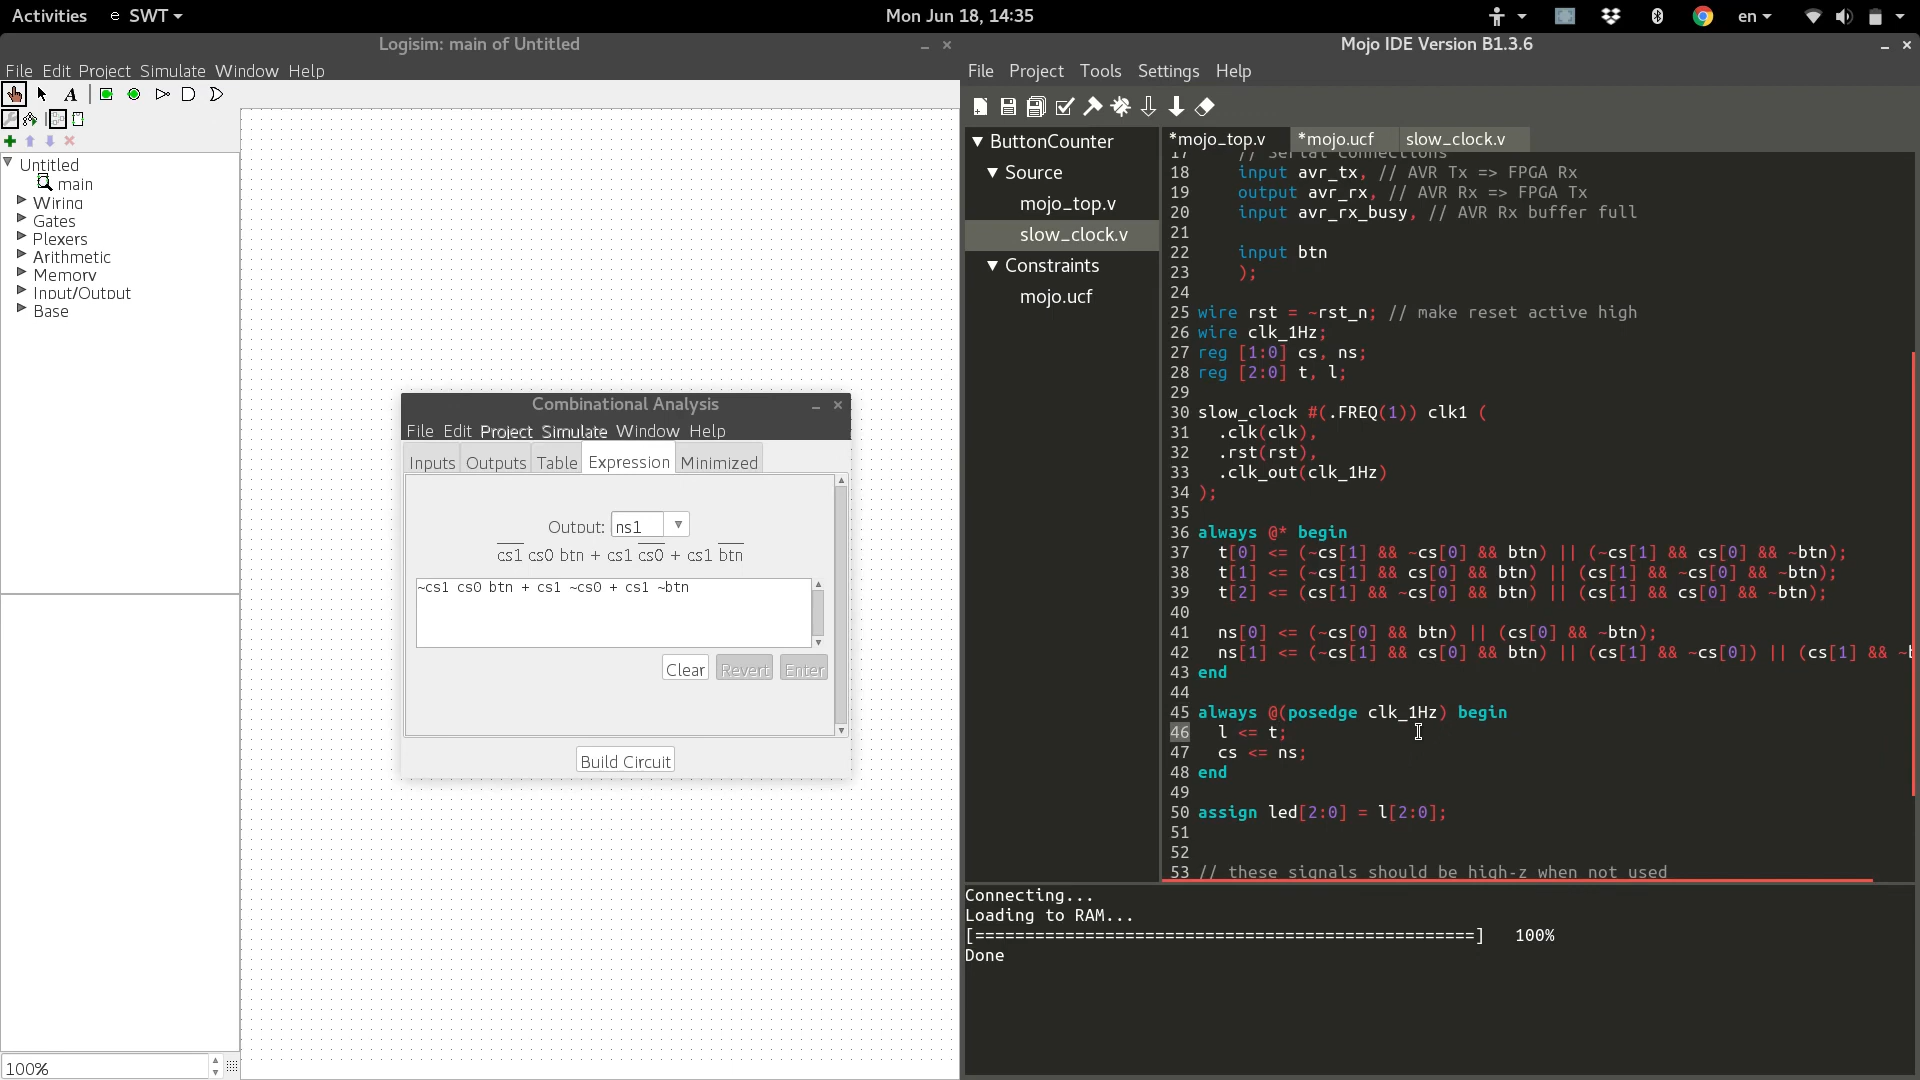 Activities
SWT
Mon Jun 18, 14:35
en
Logisim: main of Untitled
File Edit Project Simulate Window Help
A
Untitled
main
Wiring
Gates
Plexers
Arithmetic
Memory
Input/Output
Base
100%
Combinational Analysis
File Edit Project Simulate Window Help
Inputs Outputs Table Expression Minimized
Output: ns1
cs1 cs0 btn + cs1 cs0 + cs1 btn
~cs1 cs0 btn + cs1 ~cs0 + cs1 ~btn
Clear Revert Enter
Build Circuit
Mojo IDE Version B1.3.6
File Project Tools Settings Help
ButtonCounter
Source
mojo_top.v
slow_clock.v
Constraints
mojo.ucf
*mojo_top.v *mojo.ucf slow_clock.v
17 // Serial connections
18 input avr_tx, // AVR Tx => FPGA Rx
19 output avr_rx, // AVR Rx => FPGA Tx
20 input avr_rx_busy, // AVR Rx buffer full
21
22 input btn
23 );
24
25 wire rst = ~rst_n; // make reset active high
26 wire clk_1Hz;
27 reg [1:0] cs, ns;
28 reg [2:0] t, l;
29
30 slow_clock #(.FREQ(1)) clk1 (
31 .clk(clk),
32 .rst(rst),
33 .clk_out(clk_1Hz)
34 );
35
36 always @* begin
37 t[0] <= (~cs[1] && ~cs[0] && btn) || (~cs[1] && cs[0] && ~btn);
38 t[1] <= (~cs[1] && cs[0] && btn) || (cs[1] && ~cs[0] && ~btn);
39 t[2] <= (cs[1] && ~cs[0] && btn) || (cs[1] && cs[0] && ~btn);
40
41 ns[0] <= (~cs[0] && btn) || (cs[0] && ~btn);
42 ns[1] <= (~cs[1] && cs[0] && btn) || (cs[1] && ~cs[0]) || (cs[1] && ~
43 end
44
45 always @(posedge clk_1Hz) begin
46 l <= t;
47 cs <= ns;
48 end
49
50 assign led[2:0] = l[2:0];
51
52
53 // these signals should be high-z when not used
Connecting...
Loading to RAM...
[==================================================] 100%
Done